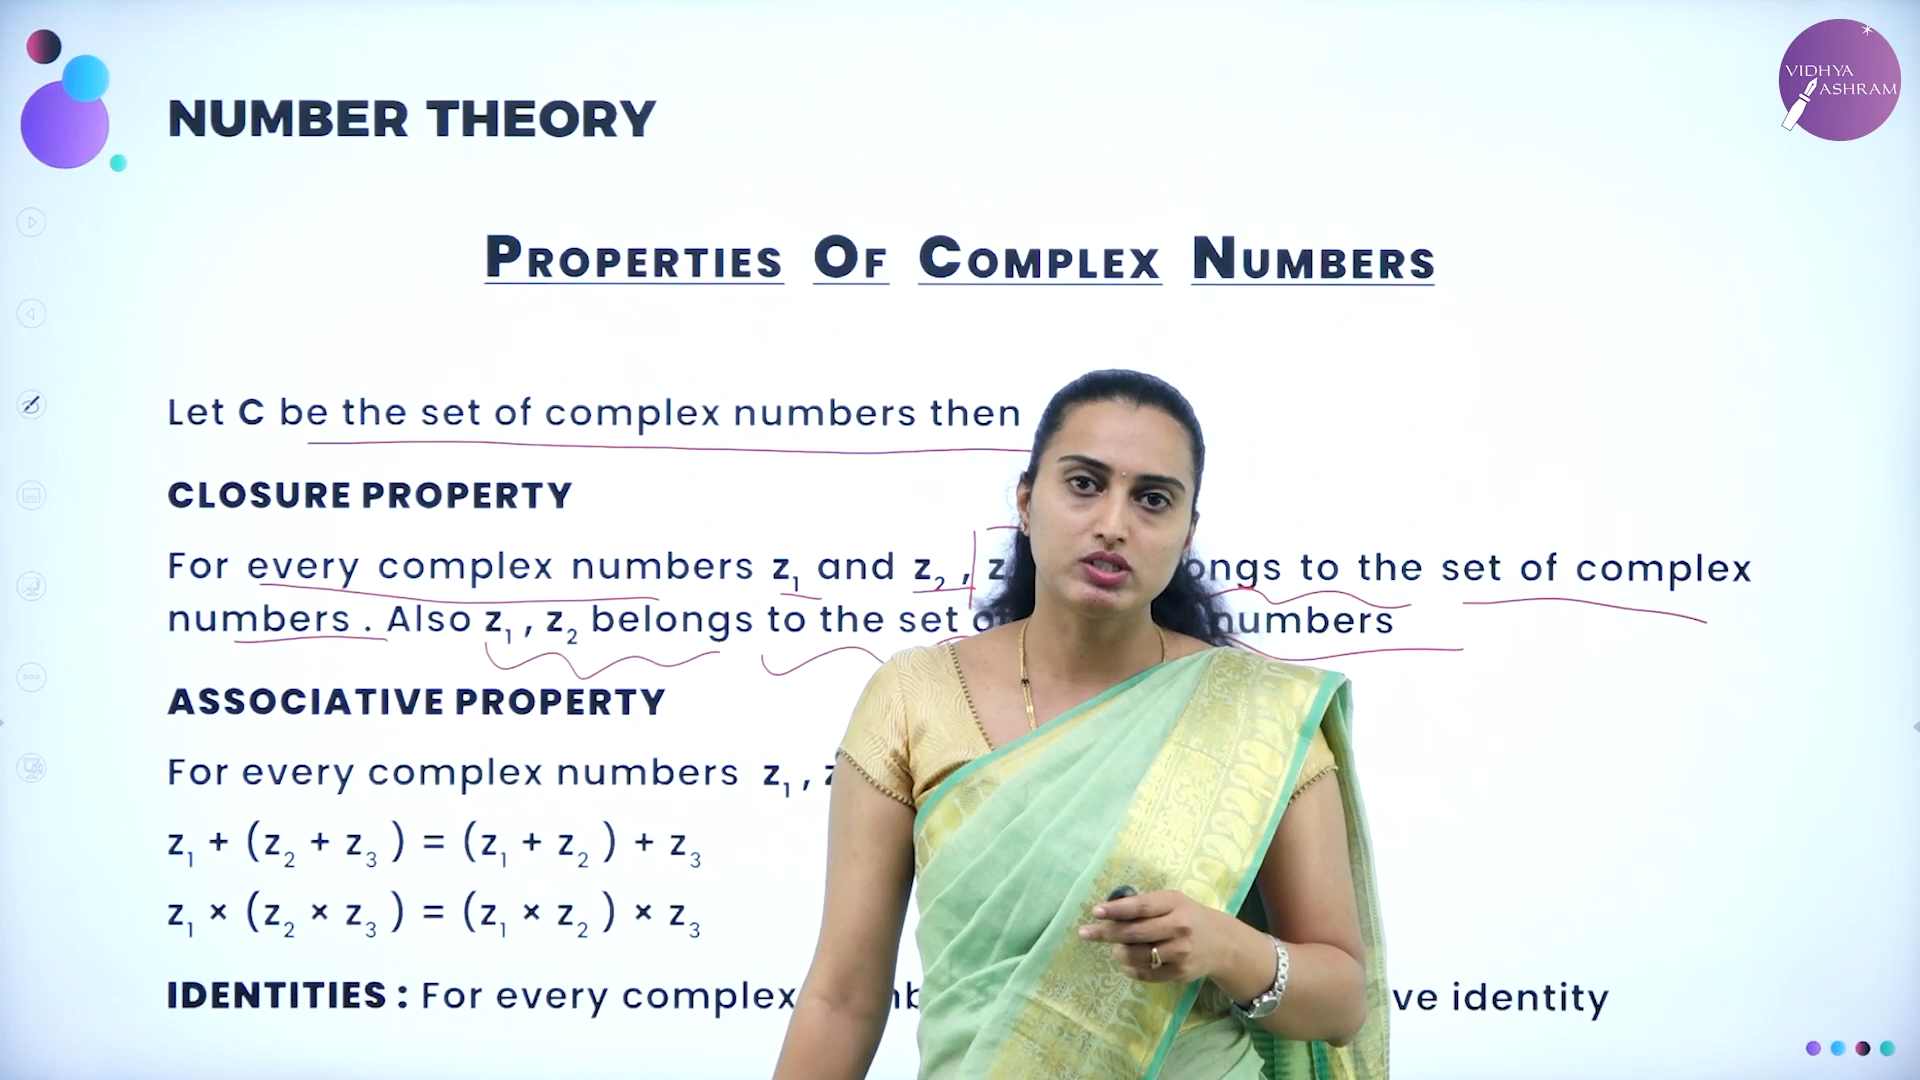 VIDHYA
ASHRAM
NUMBER THEORY
PROPERTIES OF COMPLEX NUMBERS
Let C be the set of complex numbers then
CLOSURE PROPERTY
For every complex numbers z₁ and z₂ , to the set of complex
numbers . Also z₁ , z₂ belongs to the set numbers
ASSOCIATIVE PROPERTY
For every complex numbers z₁ ,
z₁ + (z₂ + z₃ ) = (z₁ + z₂ ) + z₃
z₁ × (z₂ × z₃ ) = (z₁ × z₂ ) × z₃
IDENTITIES : For every complex identity